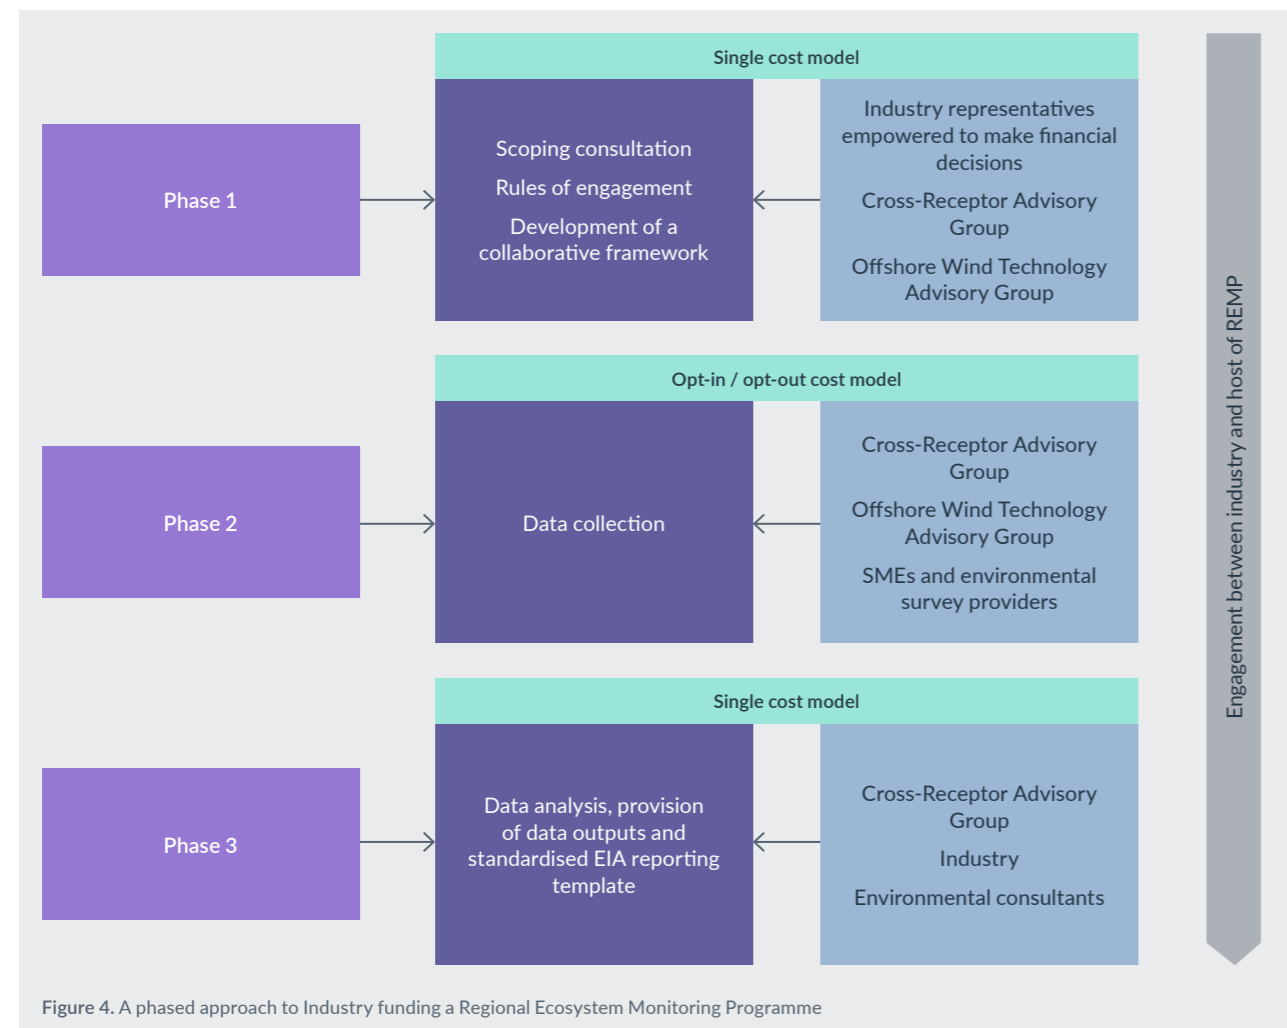 Single cost model
Phase 1
Scoping consultation
Rules of engagement
Development of a
collaborative framework
Industry representatives
empowered to make financial
decisions
Cross-Receptor Advisory
Group
Offshore Wind Technology
Advisory Group
Opt-in / opt-out cost model
Phase 2
Data collection
Cross-Receptor Advisory
Group
Offshore Wind Technology
Advisory Group
SMEs and environmental
survey providers
Single cost model
Phase 3
Data analysis, provision
of data outputs and
standardised EIA reporting
template
Cross-Receptor Advisory
Group
Industry
Environmental consultants
Engagement between industry and host of REMP
Figure 4. A phased approach to Industry funding a Regional Ecosystem Monitoring Programme